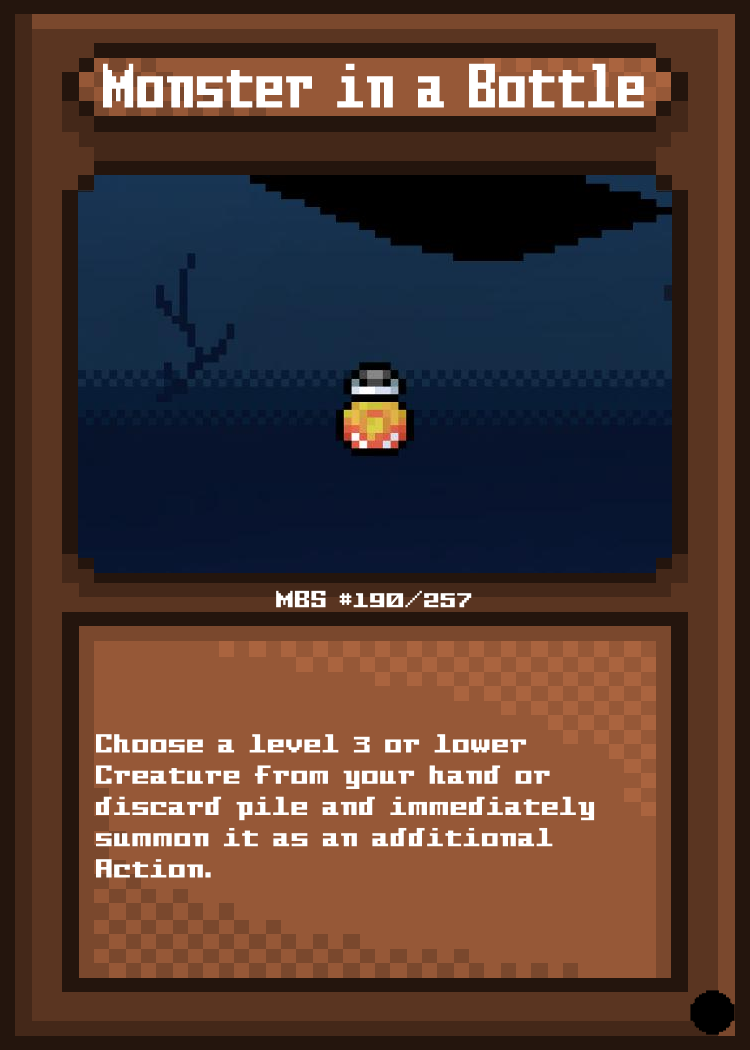 Monster in a Bottle
MBS #190/257
Choose a level 3 or lower
Creature from your hand or
discard pile and immediately
summon it as an additional
Action.